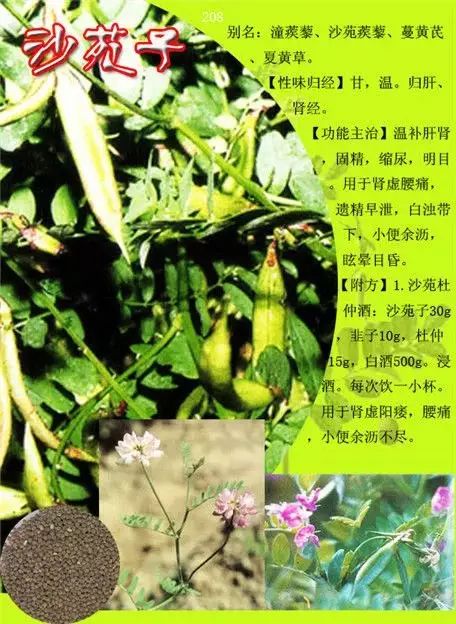 208
沙苑子
别名：潼蒺藜、沙苑蒺藜、蔓黄芪
、夏黄草。
【性味归经】甘，温。归肝、
肾经。
【功能主治】温补肝肾
，固精，缩尿，明目
。用于肾虚腰痛，
遗精早泄，白浊带
下，小便余沥，
眩晕目昏。
【附方】1.沙苑杜
仲酒：沙苑子30g
，韭子10g，杜仲
15g，白酒500g。浸
酒。每次饮一小杯。
用于肾虚阳痿，腰痛
，小便余沥不尽。